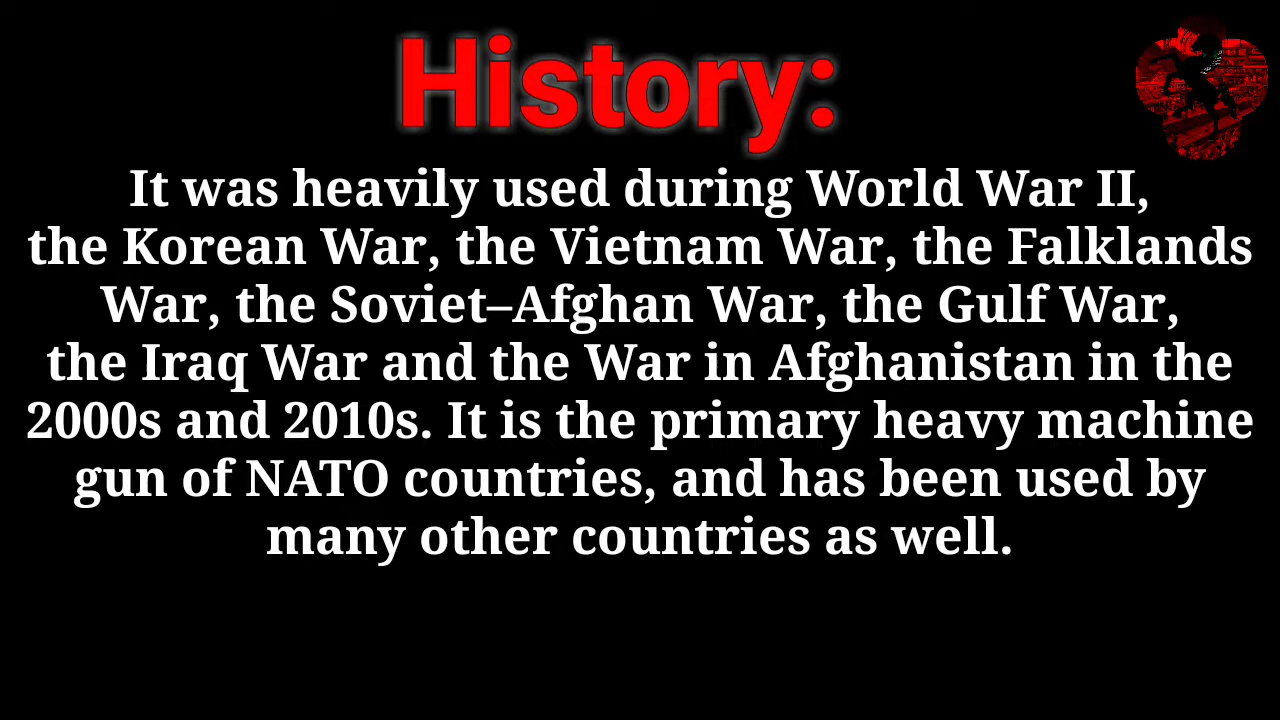 History:
It was heavily used during World War II,
the Korean War, the Vietnam War, the Falklands
War, the Soviet–Afghan War, the Gulf War,
the Iraq War and the War in Afghanistan in the
2000s and 2010s. It is the primary heavy machine
gun of NATO countries, and has been used by
many other countries as well.